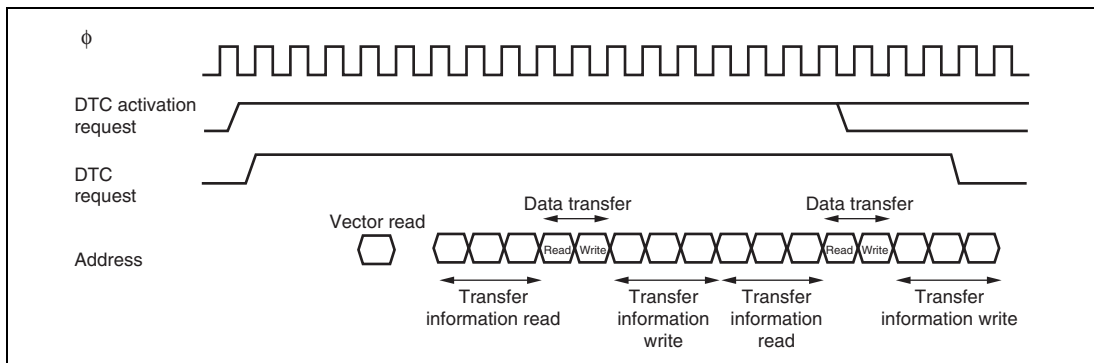 ϕ
DTC activation
request
DTC
request
Data transfer
Data transfer
Vector read
Address
Read
Write
Read
Write
Transfer
information read
Transfer
information
write
Transfer
information
read
Transfer
information write